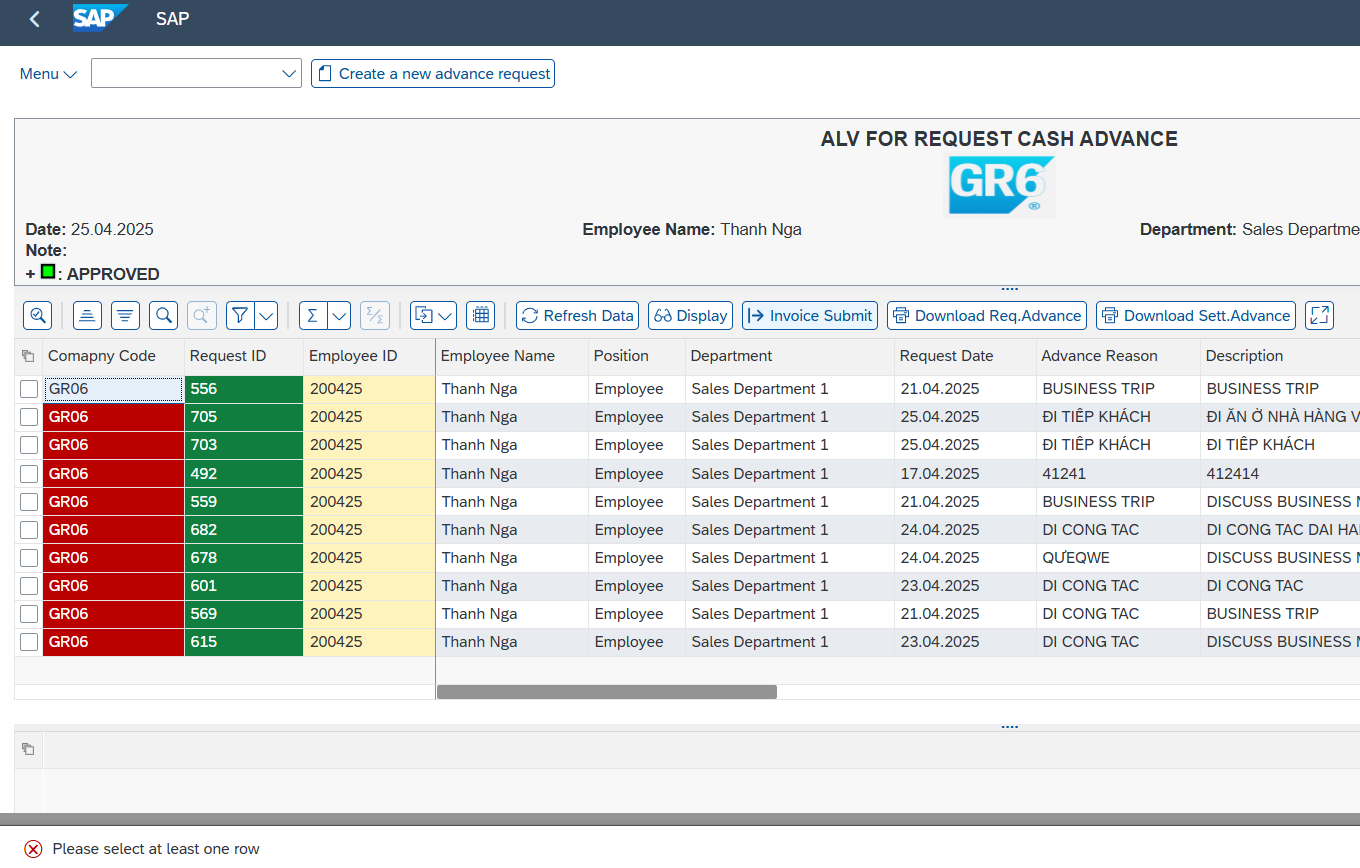 SAP SAP
Menu Create a new advance request
ALV FOR REQUEST CASH ADVANCE
GR6 ®
Date: 25.04.2025 Employee Name: Thanh Nga Department: Sales Departme
Note:
+ : APPROVED
Refresh Data Display Invoice Submit Download Req.Advance Download Sett.Advance
Comapny Code Request ID Employee ID Employee Name Position Department Request Date Advance Reason Description
GR06 556 200425 Thanh Nga Employee Sales Department 1 21.04.2025 BUSINESS TRIP BUSINESS TRIP
GR06 705 200425 Thanh Nga Employee Sales Department 1 25.04.2025 ĐI TIẾP KHÁCH ĐI ĂN Ở NHÀ HÀNG V
GR06 703 200425 Thanh Nga Employee Sales Department 1 25.04.2025 ĐI TIẾP KHÁCH ĐI TIẾP KHÁCH
GR06 492 200425 Thanh Nga Employee Sales Department 1 17.04.2025 41241 412414
GR06 559 200425 Thanh Nga Employee Sales Department 1 21.04.2025 BUSINESS TRIP DISCUSS BUSINESS M
GR06 682 200425 Thanh Nga Employee Sales Department 1 24.04.2025 DI CONG TAC DI CONG TAC DAI HA
GR06 678 200425 Thanh Nga Employee Sales Department 1 24.04.2025 QƯEQWE DISCUSS BUSINESS M
GR06 601 200425 Thanh Nga Employee Sales Department 1 23.04.2025 DI CONG TAC DI CONG TAC
GR06 569 200425 Thanh Nga Employee Sales Department 1 21.04.2025 DI CONG TAC BUSINESS TRIP
GR06 615 200425 Thanh Nga Employee Sales Department 1 23.04.2025 DI CONG TAC DISCUSS BUSINESS M
Please select at least one row